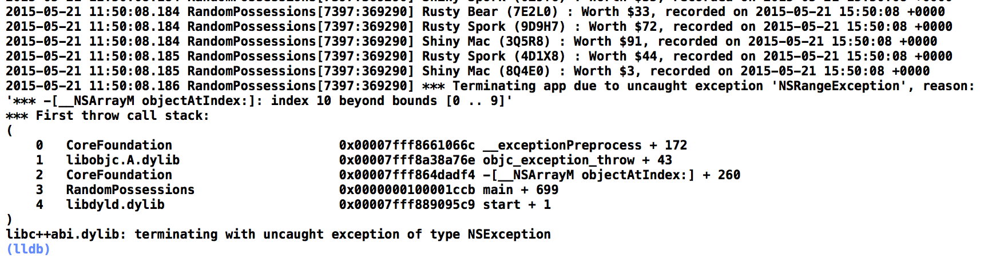 2015-05-21 11:50:08.184 RandomPossessions[7397:369290] Rusty Bear (7E2L0) : Worth $33, recorded on 2015-05-21 15:50:08 +0000
2015-05-21 11:50:08.184 RandomPossessions[7397:369290] Rusty Spork (9D9H7) : Worth $72, recorded on 2015-05-21 15:50:08 +0000
2015-05-21 11:50:08.184 RandomPossessions[7397:369290] Shiny Mac (3Q5R8) : Worth $91, recorded on 2015-05-21 15:50:08 +0000
2015-05-21 11:50:08.185 RandomPossessions[7397:369290] Rusty Spork (4D1X8) : Worth $44, recorded on 2015-05-21 15:50:08 +0000
2015-05-21 11:50:08.185 RandomPossessions[7397:369290] Shiny Mac (8Q4E0) : Worth $3, recorded on 2015-05-21 15:50:08 +0000
2015-05-21 11:50:08.186 RandomPossessions[7397:369290] *** Terminating app due to uncaught exception 'NSRangeException', reason:
'*** -[__NSArrayM objectAtIndex:]: index 10 beyond bounds [0 .. 9]'
*** First throw call stack:
(
0 CoreFoundation 0x00007fff8661066c __exceptionPreprocess + 172
1 libobjc.A.dylib 0x00007fff8a38a76e objc_exception_throw + 43
2 CoreFoundation 0x00007fff864dadf4 -[__NSArrayM objectAtIndex:] + 260
3 RandomPossessions 0x0000000100001ccb main + 699
4 libdyld.dylib 0x00007fff889095c9 start + 1
)
libc++abi.dylib: terminating with uncaught exception of type NSException
(lldb)